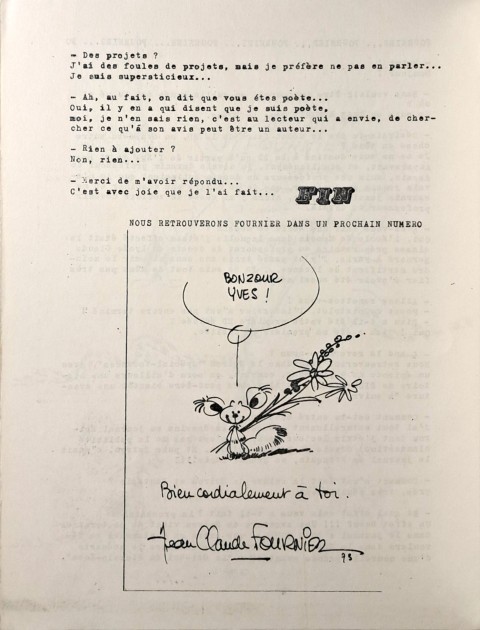 - Des projets ?
J'ai des foules de projets, mais je préfère ne pas en parler...
Je suis supersticieux...
- Ah, au fait, on dit que vous êtes poète...
Oui, il y en a qui disent que je suis poète,
moi, je n'en sais rien, c'est au lecteur qui a envie, de cher-
cher ce qu'á son avis peut être un auteur...
- Rien à ajouter ?
Non, rien...
- Merci de m'avoir répondu...
C'est avec joie que je l'ai fait...
FIN
NOUS RETROUVERONS FOURNIER DANS UN PROCHAIN NUMERO
BONZOUR
YVES !
Bien cordialement à toi.
Jean Claude FOURNIER